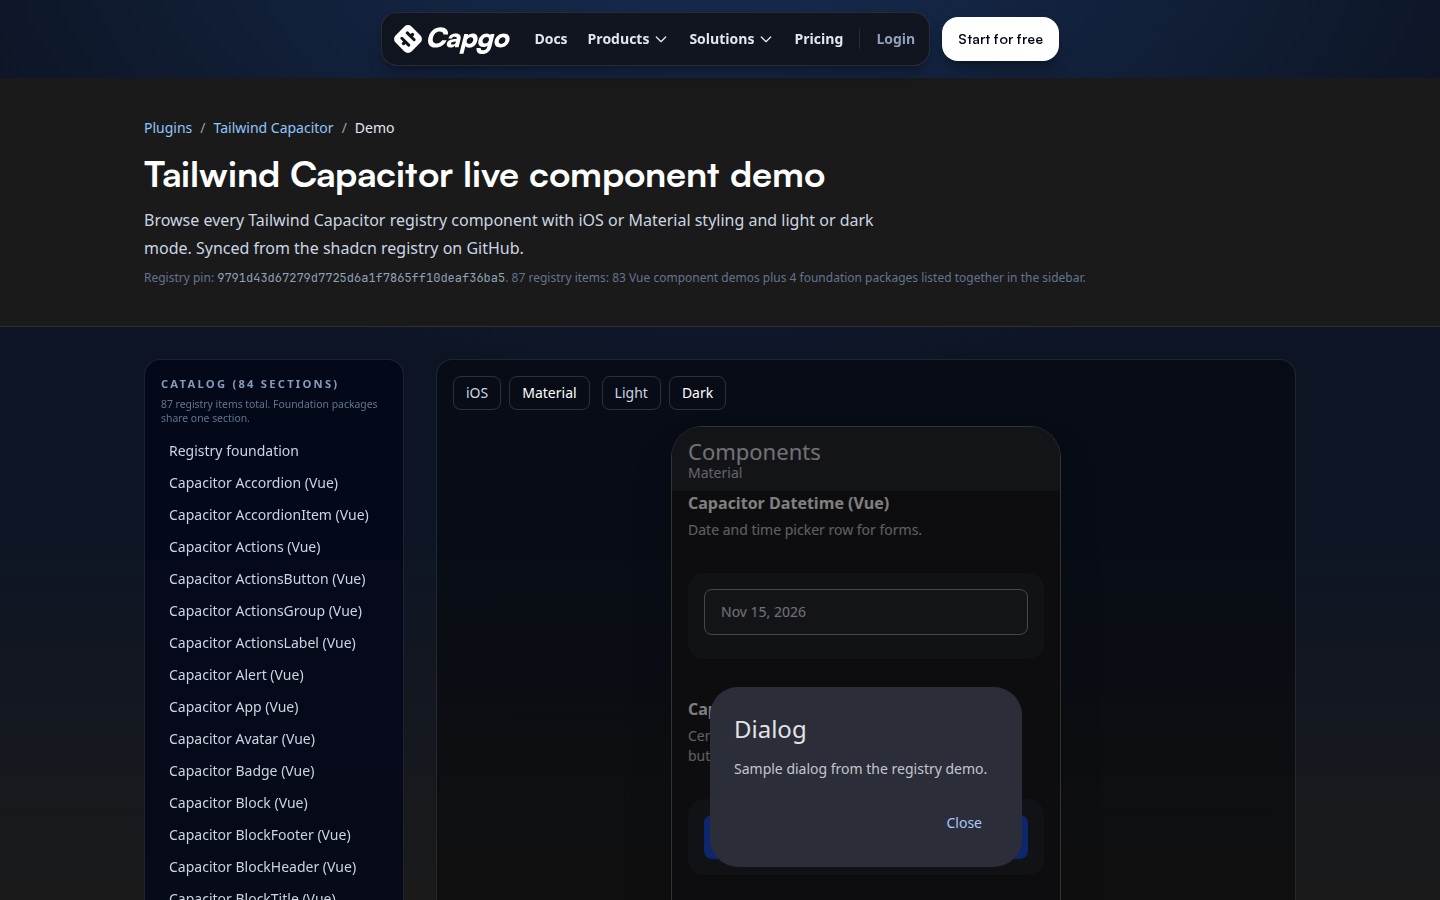 Capgo Docs Products Solutions Pricing Login Start for free
Plugins / Tailwind Capacitor / Demo
Tailwind Capacitor live component demo
Browse every Tailwind Capacitor registry component with iOS or Material styling and light or dark
mode. Synced from the shadcn registry on GitHub.
Registry pin: 9791d43d67279d7725d6a1f7865ff10deaf36ba5. 87 registry items: 83 Vue component demos plus 4 foundation packages listed together in the sidebar.
CATALOG (84 SECTIONS)
87 registry items total. Foundation packages
share one section.
Registry foundation
Capacitor Accordion (Vue)
Capacitor AccordionItem (Vue)
Capacitor Actions (Vue)
Capacitor ActionsButton (Vue)
Capacitor ActionsGroup (Vue)
Capacitor ActionsLabel (Vue)
Capacitor Alert (Vue)
Capacitor App (Vue)
Capacitor Avatar (Vue)
Capacitor Badge (Vue)
Capacitor Block (Vue)
Capacitor BlockFooter (Vue)
Capacitor BlockHeader (Vue)
Capacitor BlockTitle (Vue)
iOS Material Light Dark
Components
Material
Capacitor Datetime (Vue)
Date and time picker row for forms.
Nov 15, 2026
Dialog
Sample dialog from the registry demo.
Close